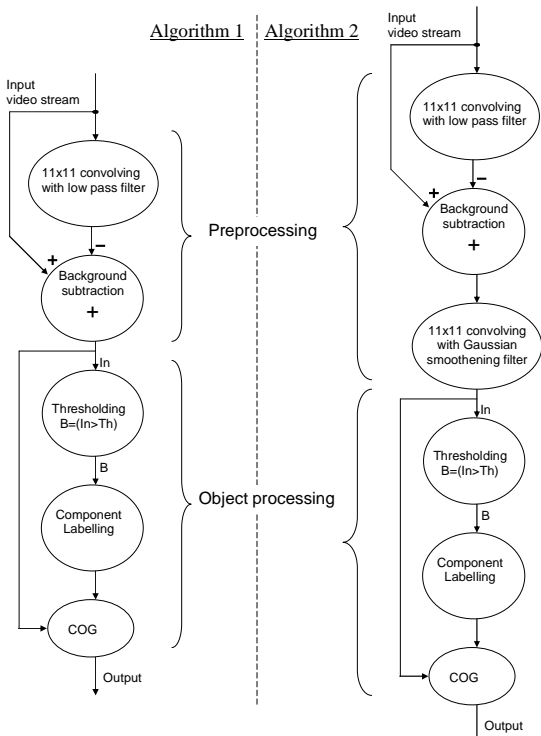 Algorithm 1
Input
video stream
11x11 convolving
with low pass filter
–
+
Background
subtraction
+
In
Thresholding
B=(In>Th)
B
Component
Labelling
COG
Output
Preprocessing
Object processing
Algorithm 2
Input
video stream
11x11 convolving
with low pass filter
–
+
Background
subtraction
+
11x11 convolving
with Gaussian
smoothening filter
In
Thresholding
B=(In>Th)
B
Component
Labelling
COG
Output